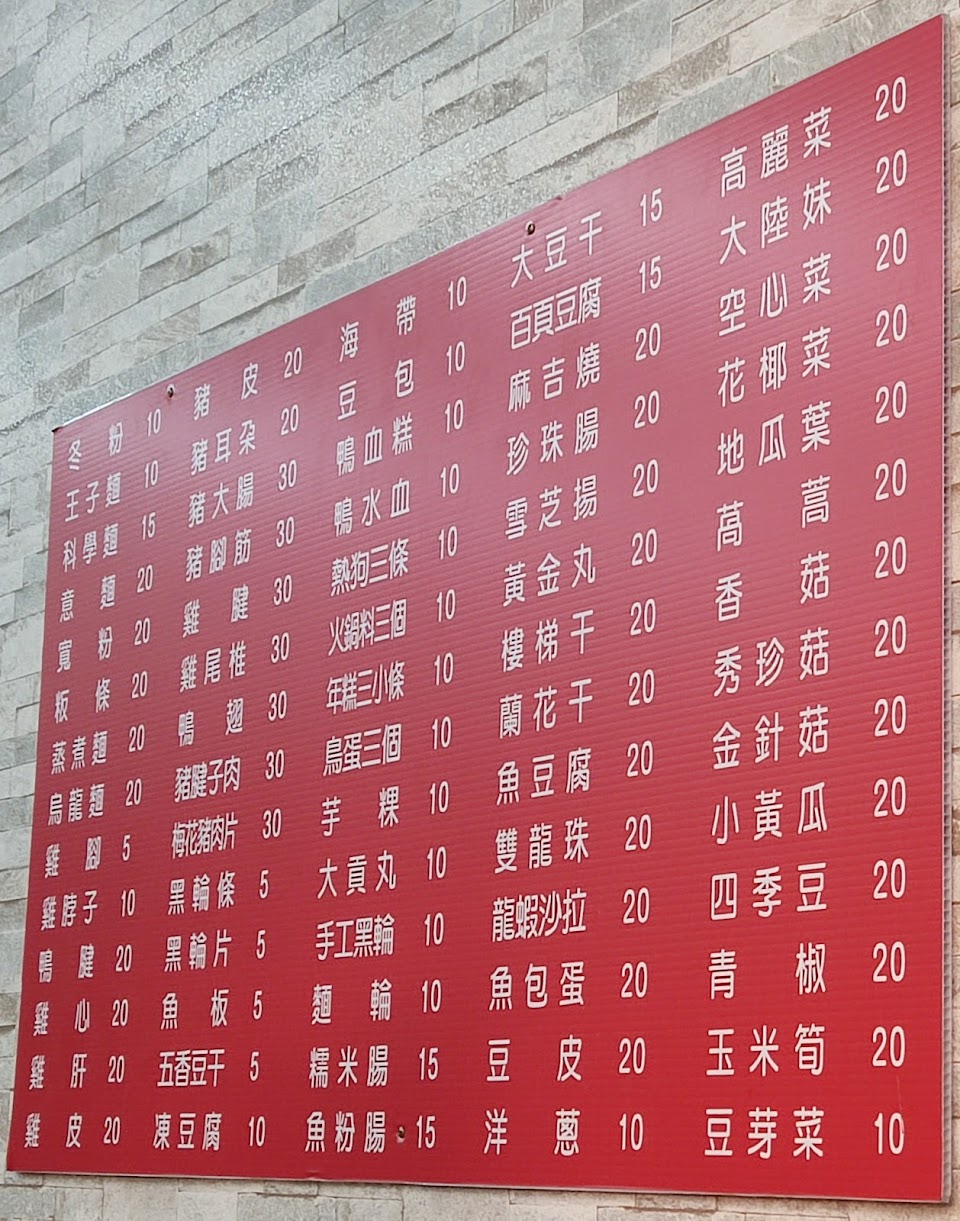 冬粉 10
王子麵 10
科學麵 15
意麵 20
寬粉 20
板條 20
蒸煮麵 20
烏龍麵 20
雞腳 5
雞脖子 10
鴨腱 20
雞心 20
雞肝 20
雞皮 20
豬皮 20
豬耳朵 20
豬大腸 30
豬腳筋 30
雞腱 30
雞尾椎 30
鴨翅 30
豬腱子肉 30
梅花豬肉片 30
黑輪條 5
黑輪片 5
魚板 5
五香豆干 5
凍豆腐 10
海帶 10
豆包 10
鴨血糕 10
鴨水血 10
熱狗三條 10
火鍋料三個 10
年糕三小條 10
鳥蛋三個 10
芋粿 10
大貢丸 10
手工黑輪 10
麵輪 10
糯米腸 15
魚粉腸 15
大豆干 15
百頁豆腐 15
麻吉燒 20
珍珠腸 20
雪芝揚 20
黃金丸 20
樓梯干 20
蘭花干 20
魚豆腐 20
雙龍珠 20
龍蝦沙拉 20
魚包蛋 20
豆皮 20
洋蔥 10
高麗菜 20
大陸妹 20
空心菜 20
花椰菜 20
地瓜葉 20
萵蒿 20
香菇 20
秀珍菇 20
金針菇 20
小黃瓜 20
四季豆 20
青椒 20
玉米筍 20
豆芽菜 10